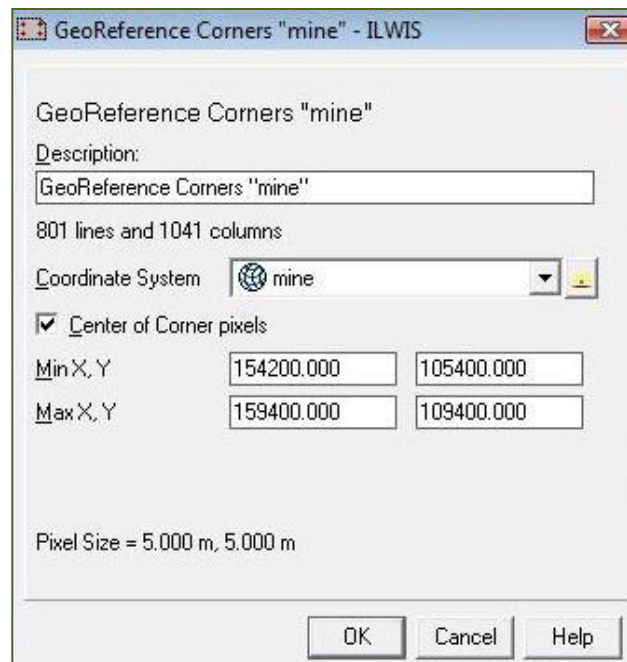 GeoReference Corners "mine" - ILWIS
GeoReference Corners "mine"
Description:
GeoReference Corners "mine"
801 lines and 1041 columns
Coordinate System mine
Center of Corner pixels
Min X, Y 154200.000 105400.000
Max X, Y 159400.000 109400.000
Pixel Size = 5.000 m, 5.000 m
OK Cancel Help